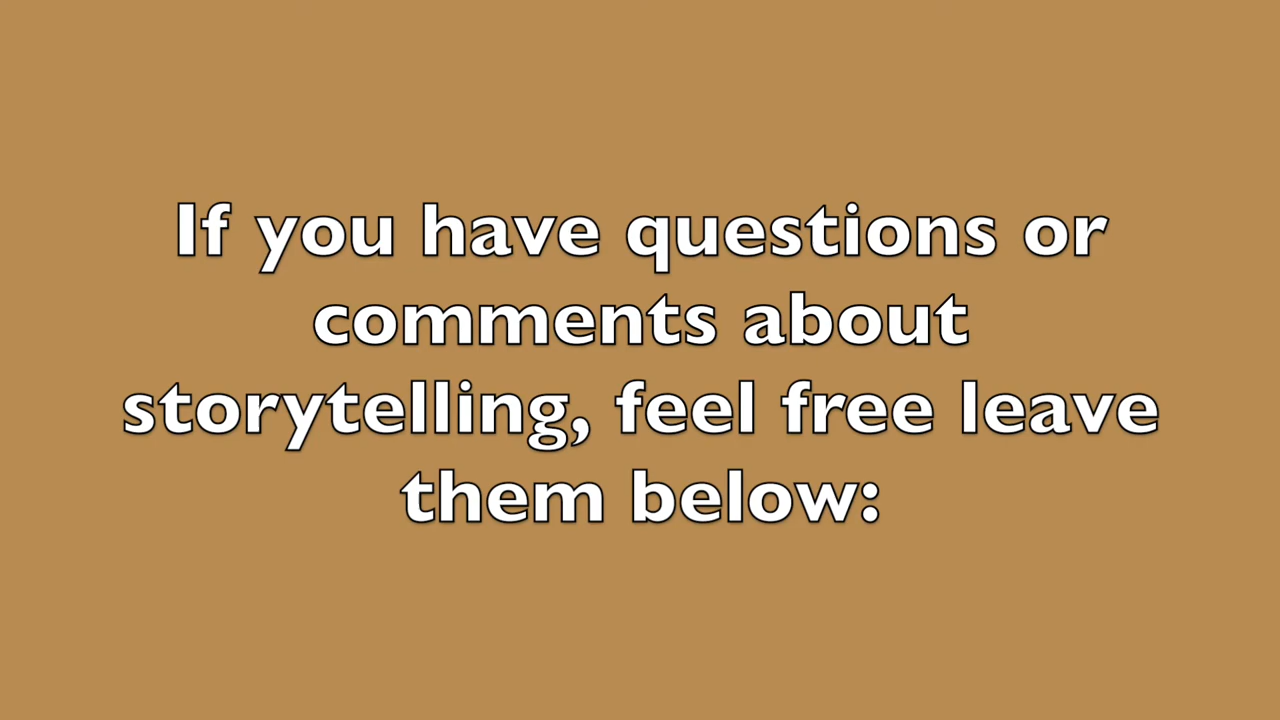 If you have questions or
comments about
storytelling, feel free leave
them below: